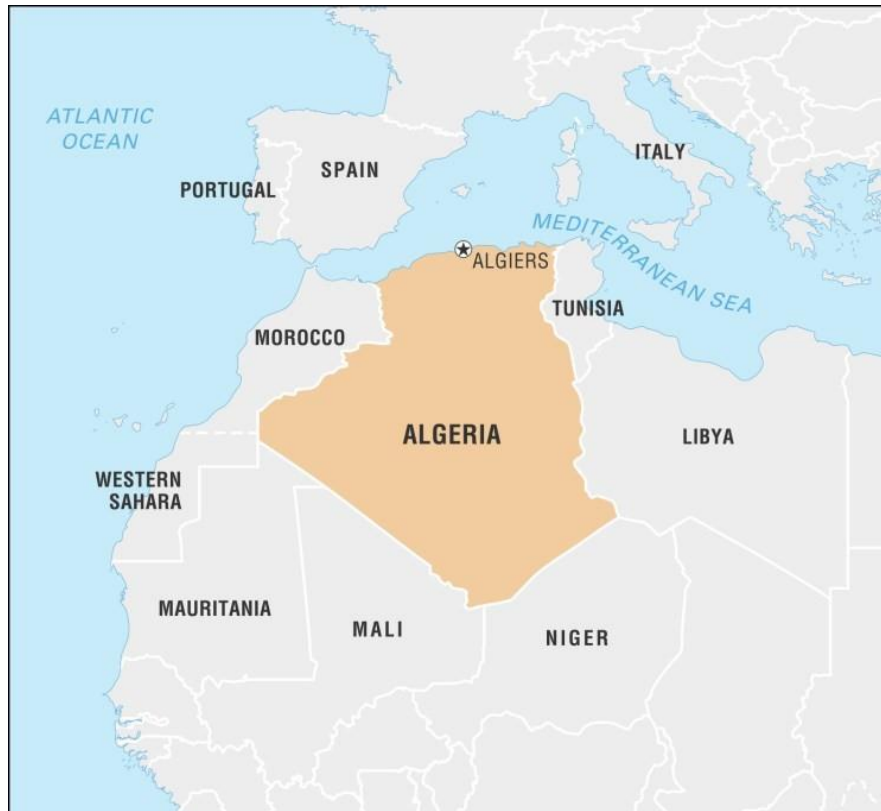 ATLANTIC
OCEAN
PORTUGAL
SPAIN
ITALY
MEDITERRANEAN SEA
ALGIERS
TUNISIA
MOROCCO
ALGERIA
LIBYA
WESTERN
SAHARA
MAURITANIA
MALI
NIGER